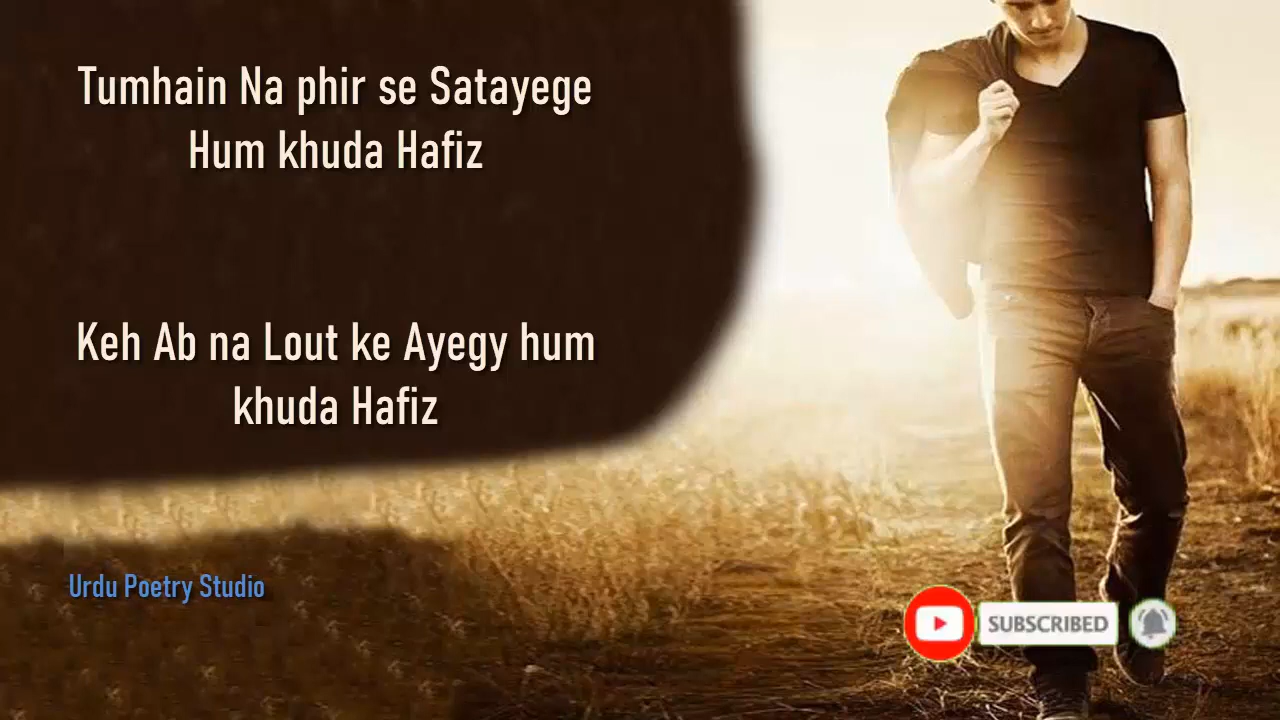 Tumhain Na phir se Satayege
Hum khuda Hafiz
Keh Ab na Lout ke Ayegy hum
khuda Hafiz
Urdu Poetry Studio
SUBSCRIBED